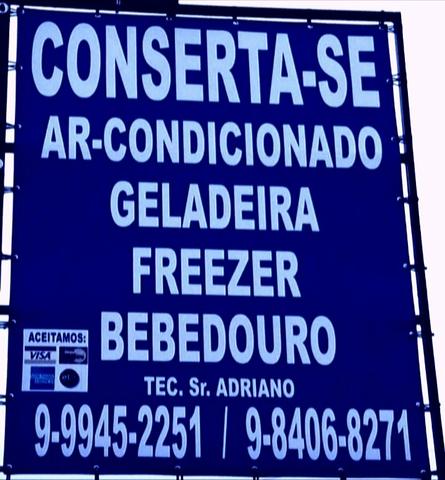 CONSERTA-SE
AR-CONDICIONADO
GELADEIRA
FREEZER
BEBEDOURO
ACEITAMOS:
VISA
TEC. Sr. ADRIANO
9-9945-2251 / 9-8406-8271